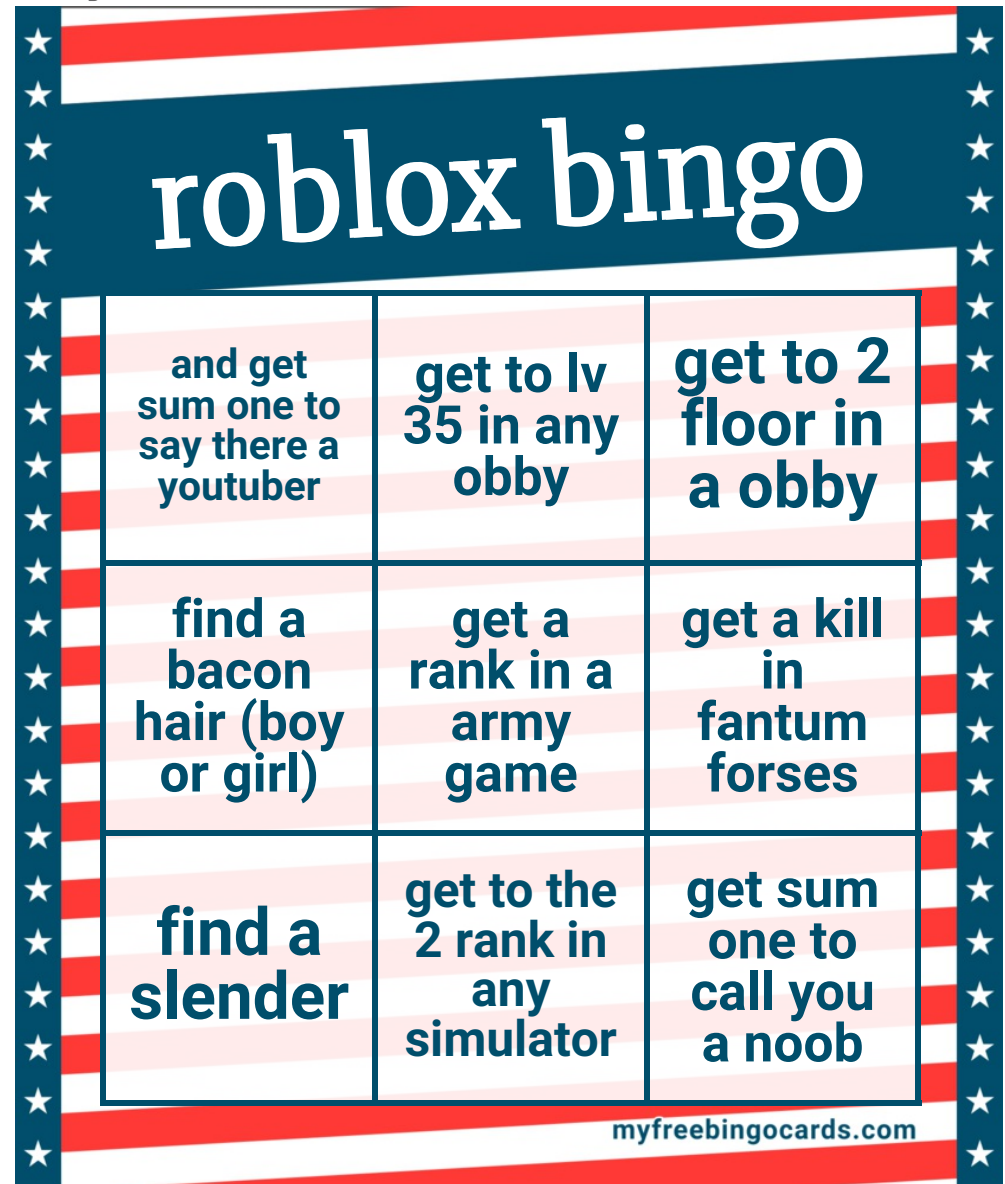 roblox bingo
and get
sum one to
say there a
youtuber
get to lv
35 in any
obby
get to 2
floor in
a obby
find a
bacon
hair (boy
or girl)
get a
rank in a
army
game
get a kill
in
fantum
forses
find a
slender
get to the
2 rank in
any
simulator
get sum
one to
call you
a noob
myfreebingocards.com